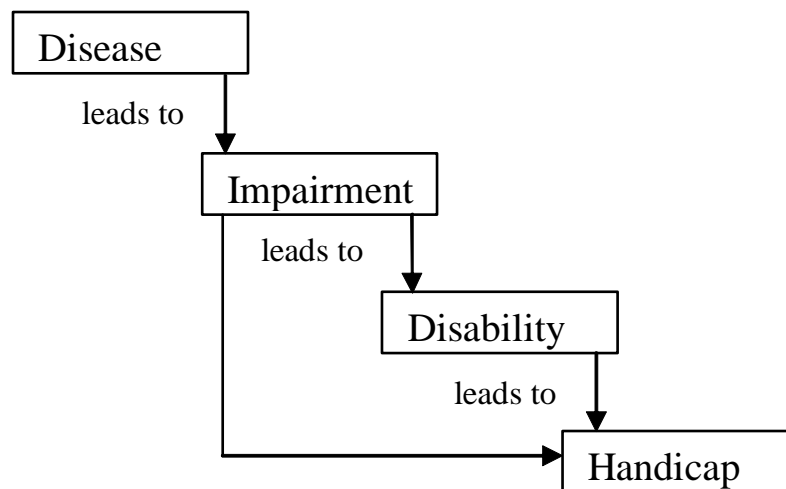 Disease
leads to
Impairment
leads to
Disability
leads to
Handicap